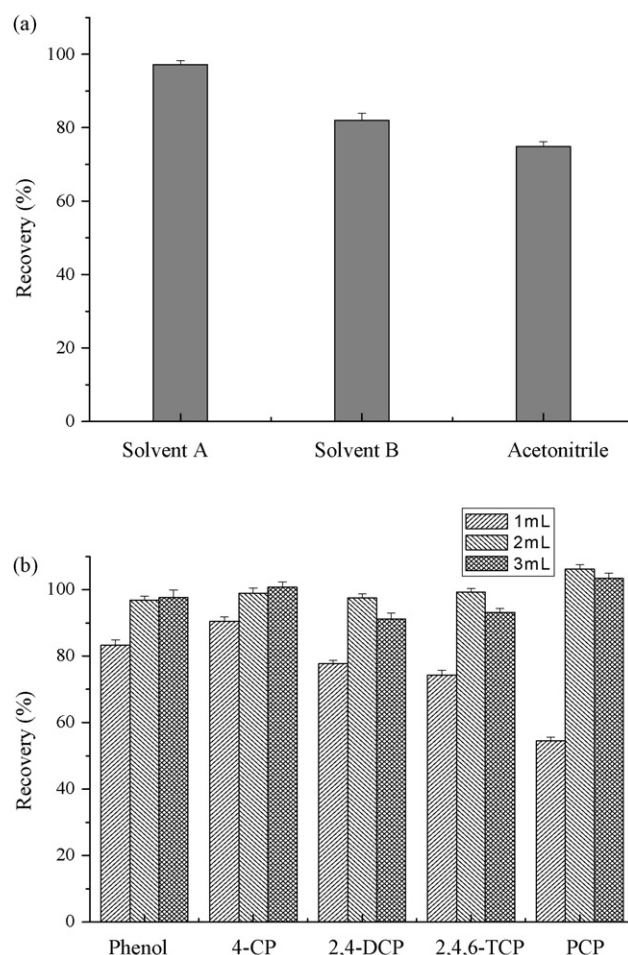 (a)
Recovery (%)
100
80
60
40
20
0
Solvent A Solvent B Acetonitrile
(b)
1mL
2mL
3mL
Recovery (%)
100
80
60
40
20
0
Phenol 4-CP 2,4-DCP 2,4,6-TCP PCP